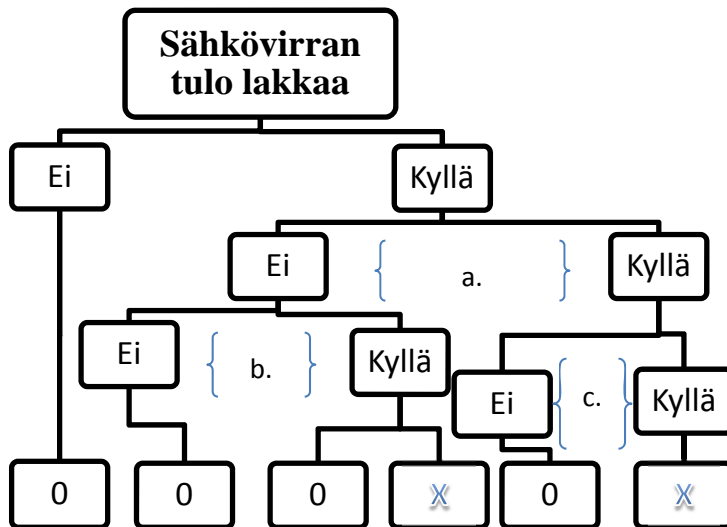 Sähkövirran
tulo lakkaa
Ei
Kyllä
Ei
a.
Kyllä
Ei
b.
Kyllä
Ei
c.
Kyllä
0
0
0
X
0
X